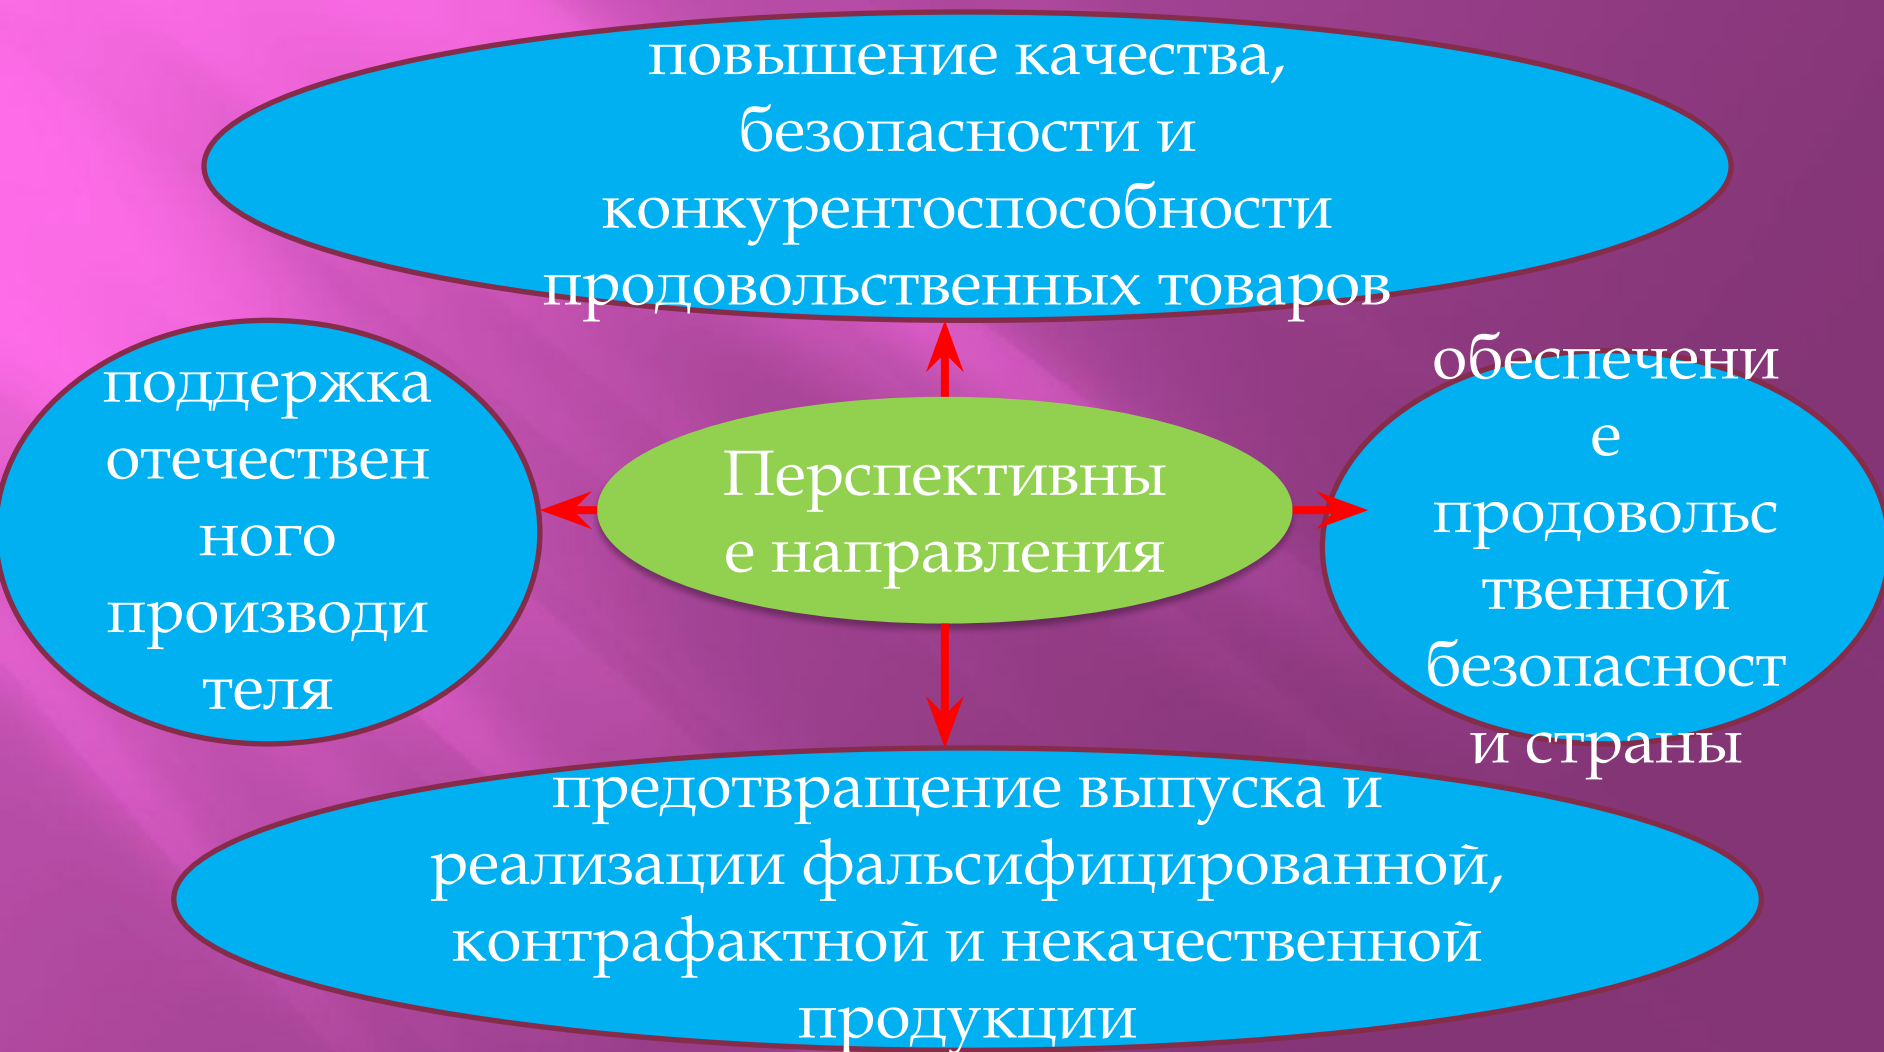 повышение качества,
безопасности и
конкурентоспособности
продовольственных товаров
поддержка
отечествен
ного
производи
теля
Перспективны
е направления
обеспечени
е
продовольс
твенной
безопасност
и страны
предотвращение выпуска и
реализации фальсифицированной,
контрафактной и некачественной
продукции